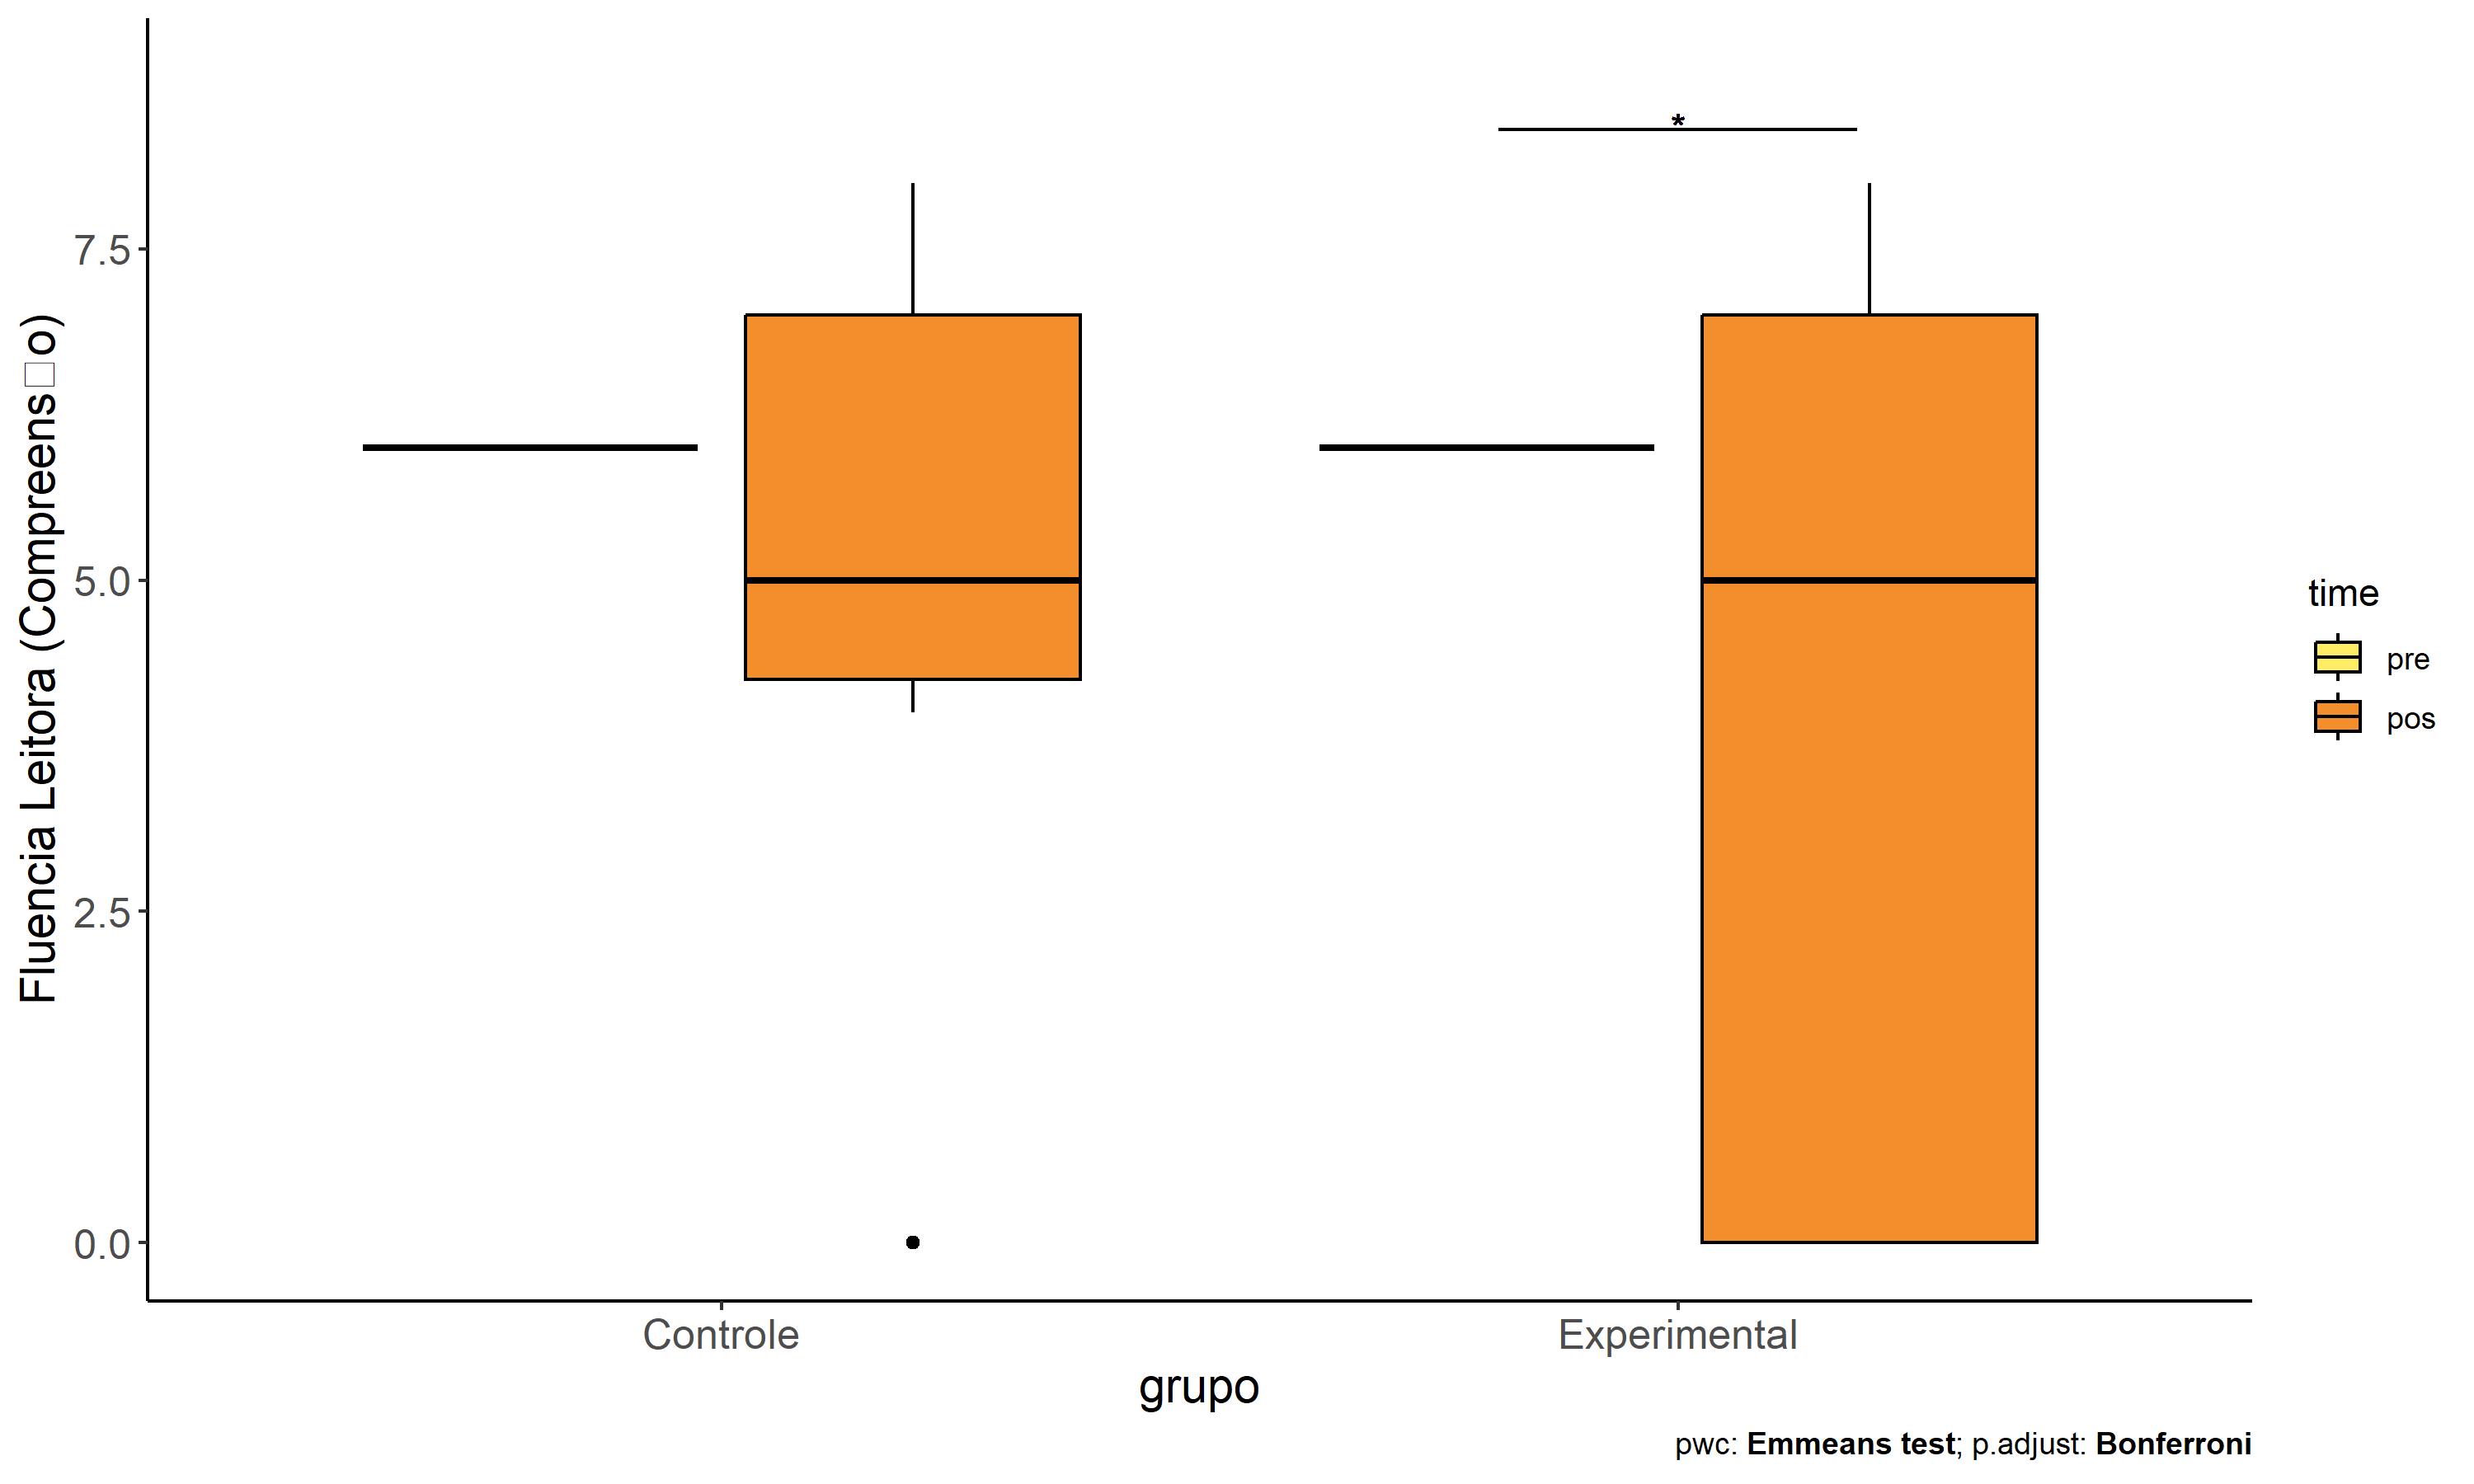 Fluencia Leitora (Compreens□o)
7.5
5.0
2.5
0.0
*
Controle
Experimental
grupo
time
pre
pos
pwc: Emmeans test; p.adjust: Bonferroni